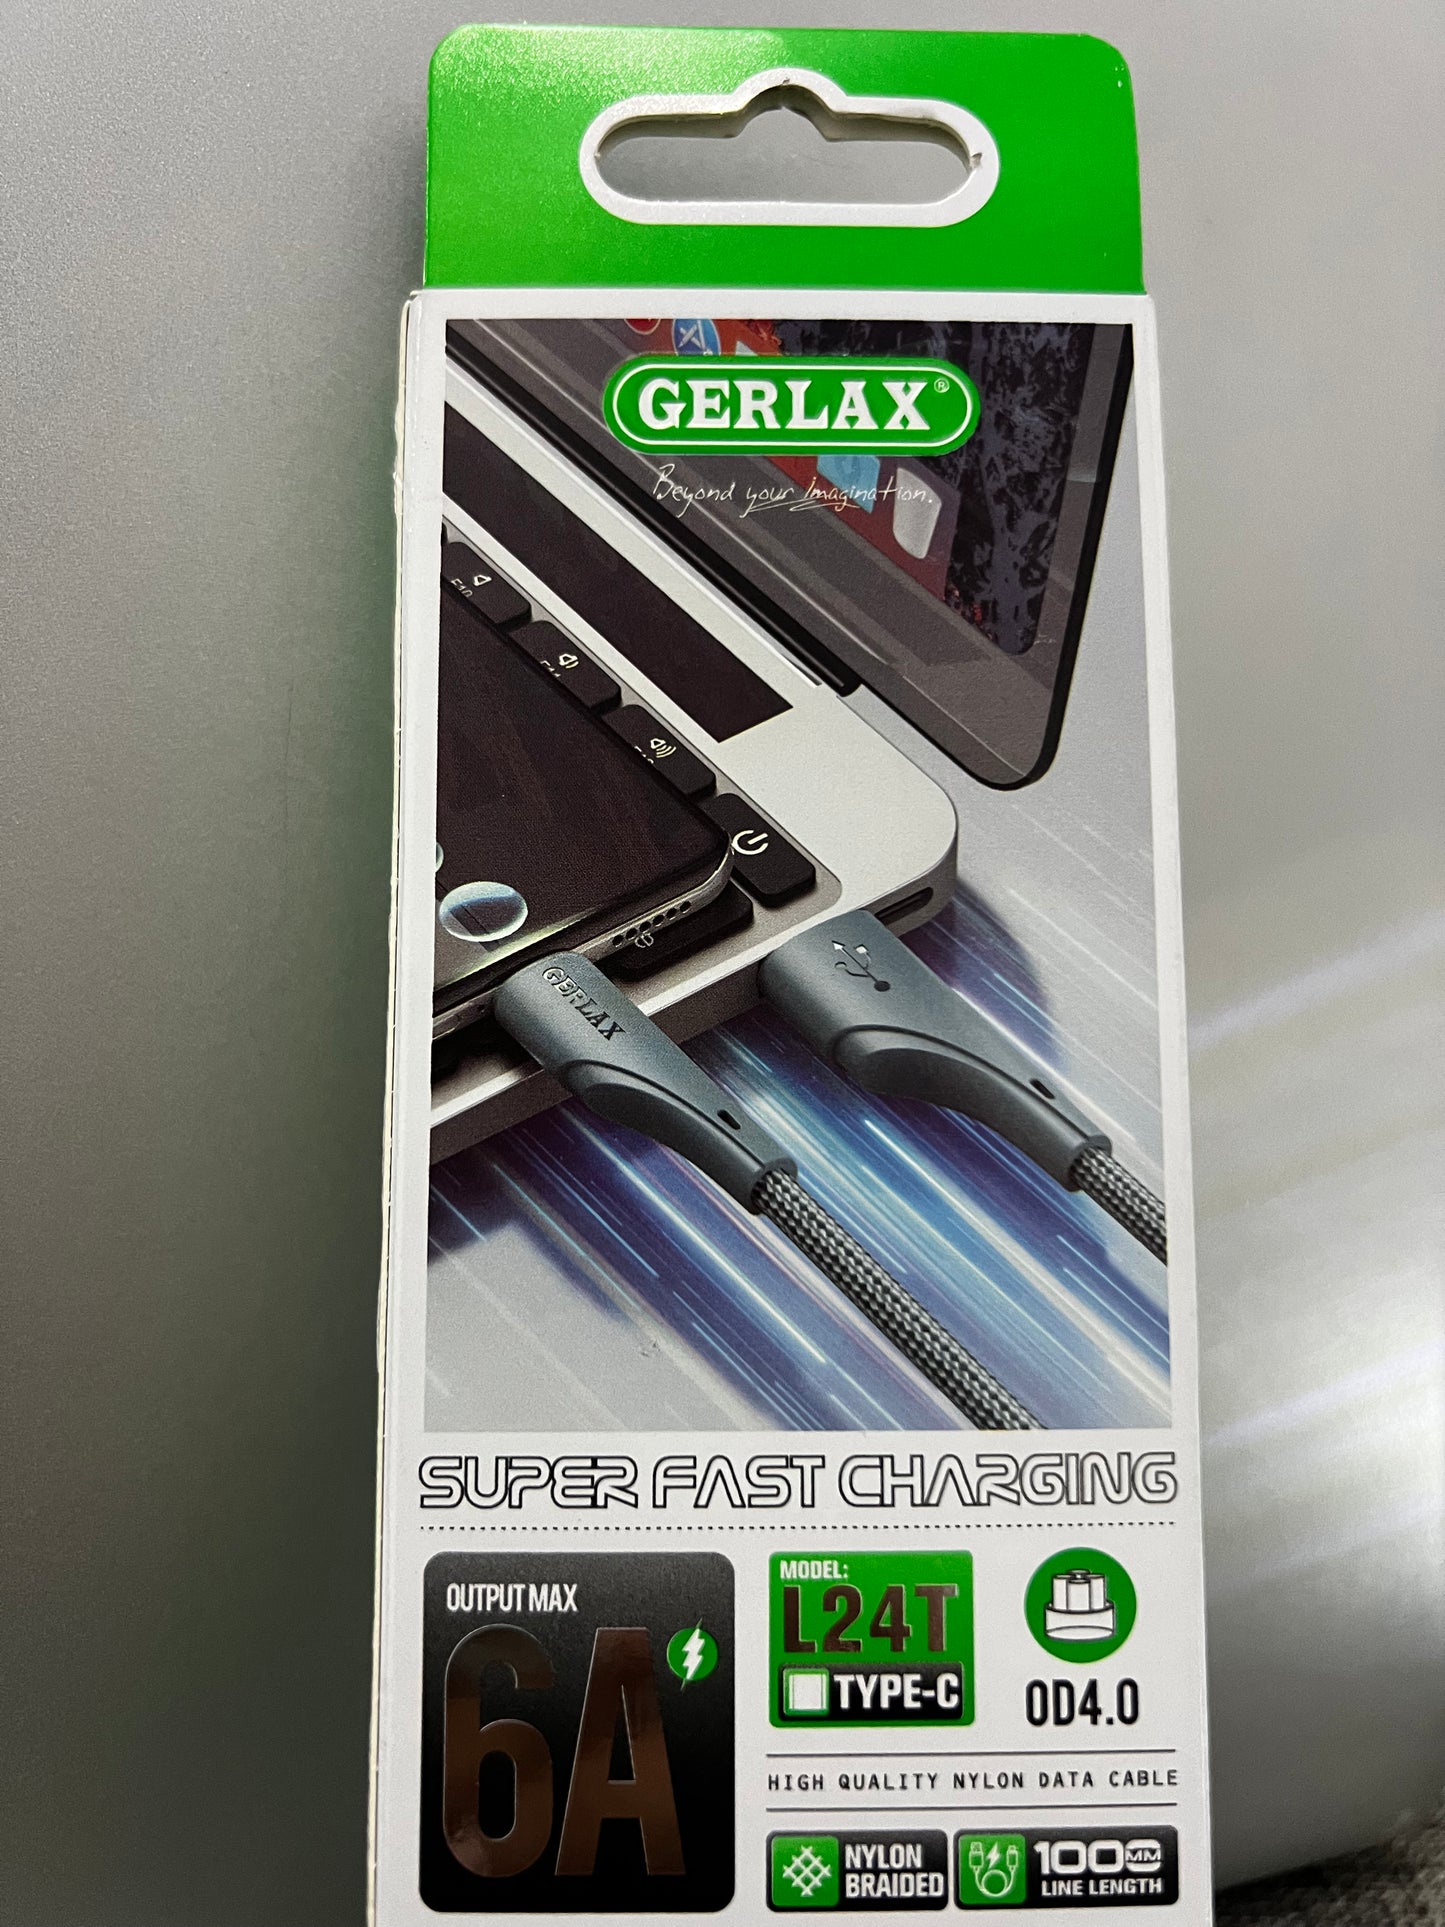 GERLAX®
Beyond your Imagination.
GERLAX
SUPER FAST CHARGING
OUTPUT MAX
6A
MODEL:
L24T
TYPE-C
OD4.0
HIGH QUALITY NYLON DATA CABLE
NYLON
BRAIDED
1000MM
LINE LENGTH